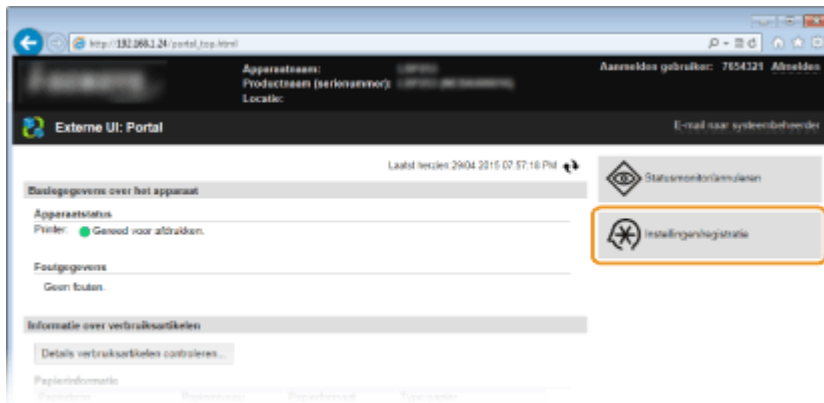 http://192.168.1.24/portal_top.html
Apparaatnaam:
Productnaam (serienummer):
Locatie:
Aanmelden gebruiker: 7654321 Afmelden
Externe UI: Portal
E-mail naar systeembeheerder
Laatst herzien 29/04 2015 07:57:18 PM
Basisgegevens over het apparaat
Apparaatstatus
Printer: Gereed voor afdrukken.
Foutgegevens
Geen fouten.
Informatie over verbruiksartikelen
Details verbruiksartikelen controleren...
Papierinformatie
Statusmonitor/annuleren
Instellingen/registratie